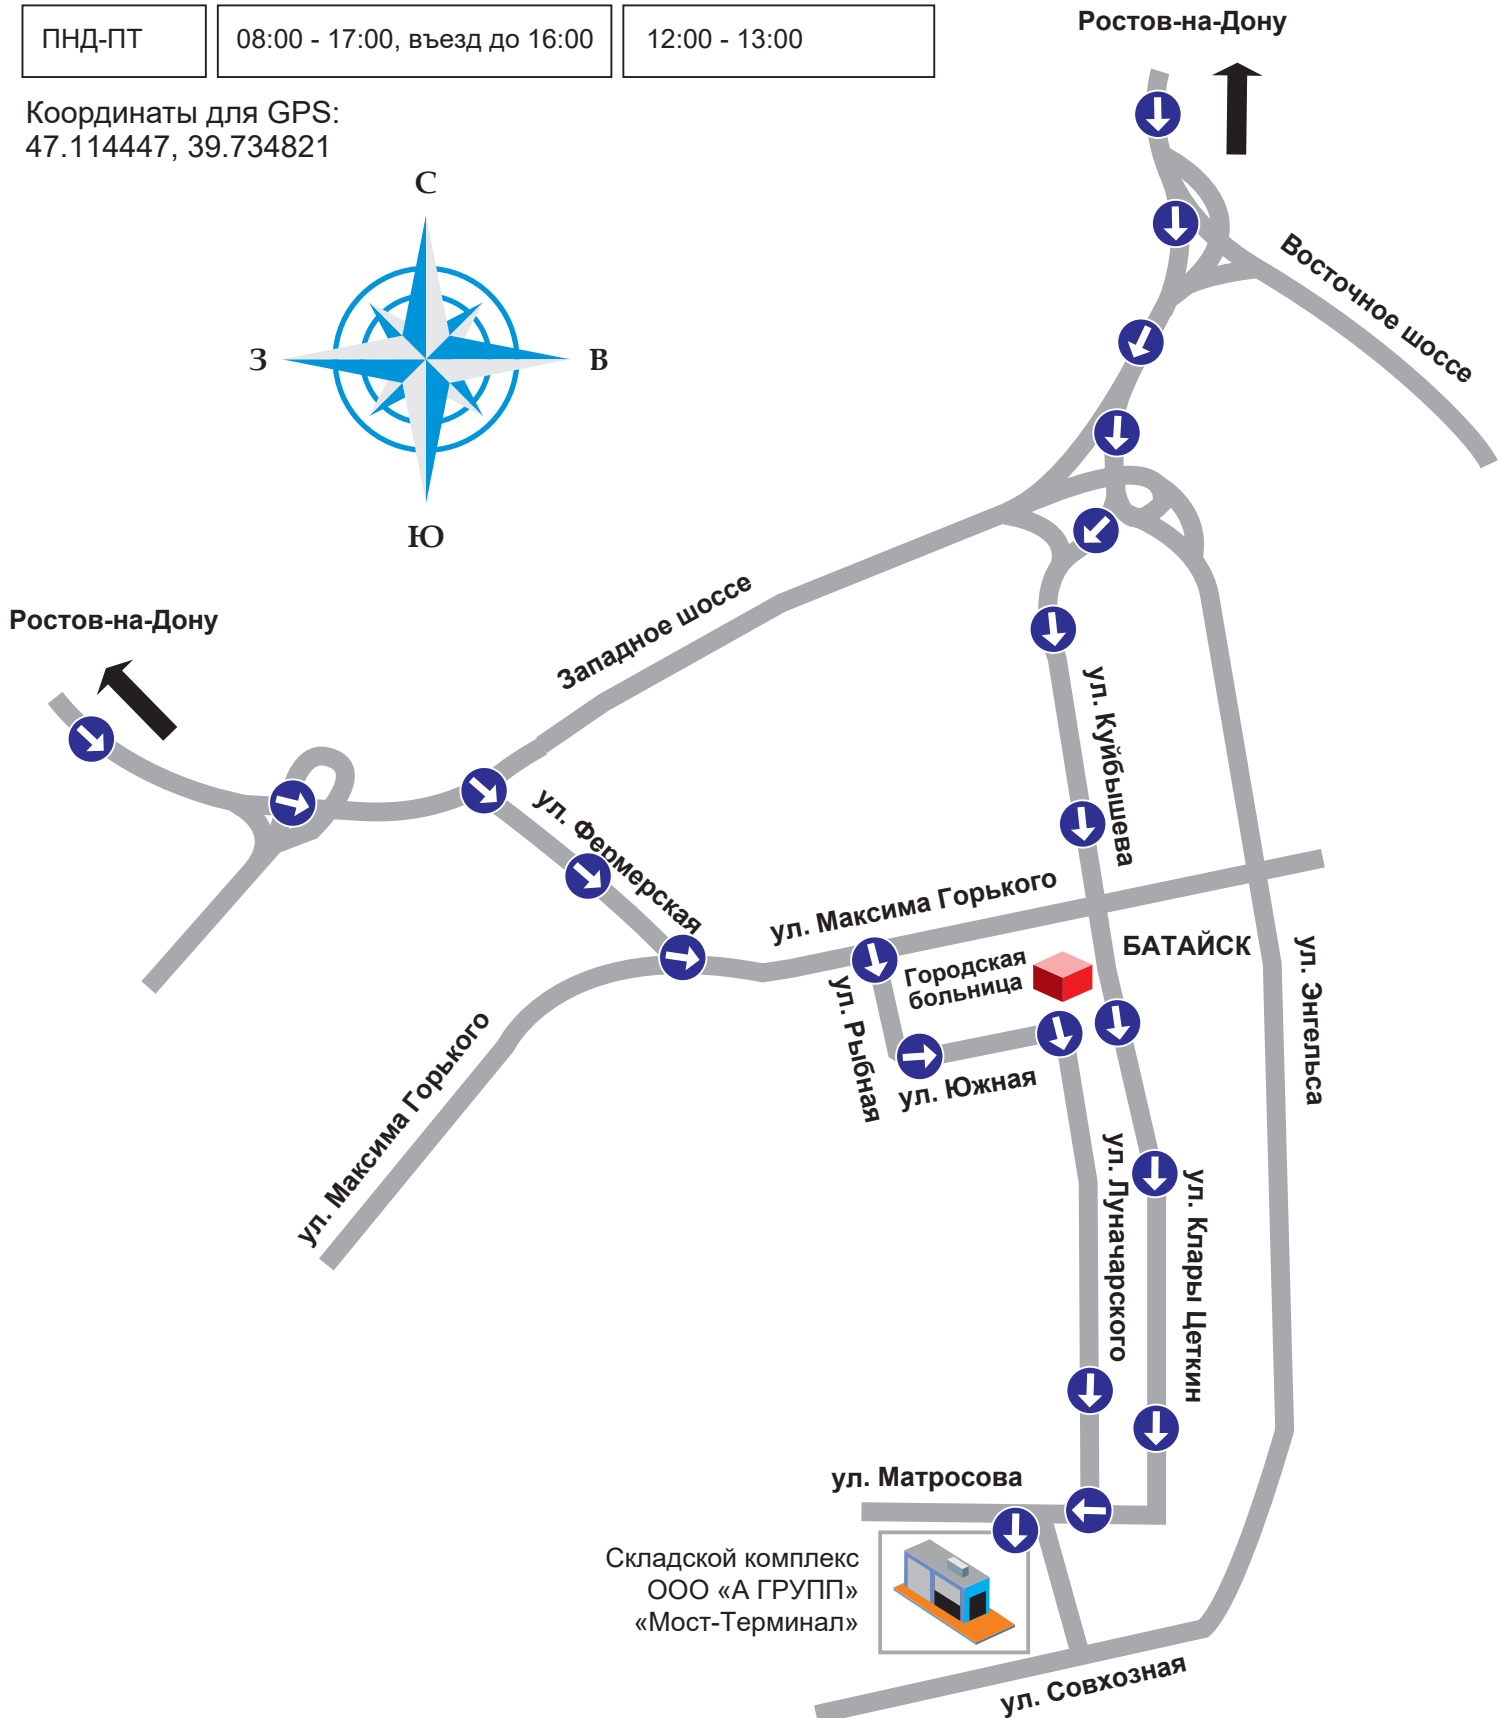 ПНД-ПТ
08:00 - 17:00, въезд до 16:00
12:00 - 13:00
Ростов-на-Дону
Координаты для GPS:
47.114447, 39.734821
С
З
В
Ю
Восточное шоссе
Западное шоссе
Ростов-на-Дону
ул. Куйбышева
ул. Фермерская
ул. Максима Горького
БАТАЙСК
Городская
больница
ул. Энгельса
ул. Рыбная
ул. Южная
ул. Максима Горького
ул. Луначарского
ул. Клары Цеткин
ул. Матросова
Складской комплекс
ООО «А ГРУПП»
«Мост-Терминал»
ул. Совхозная